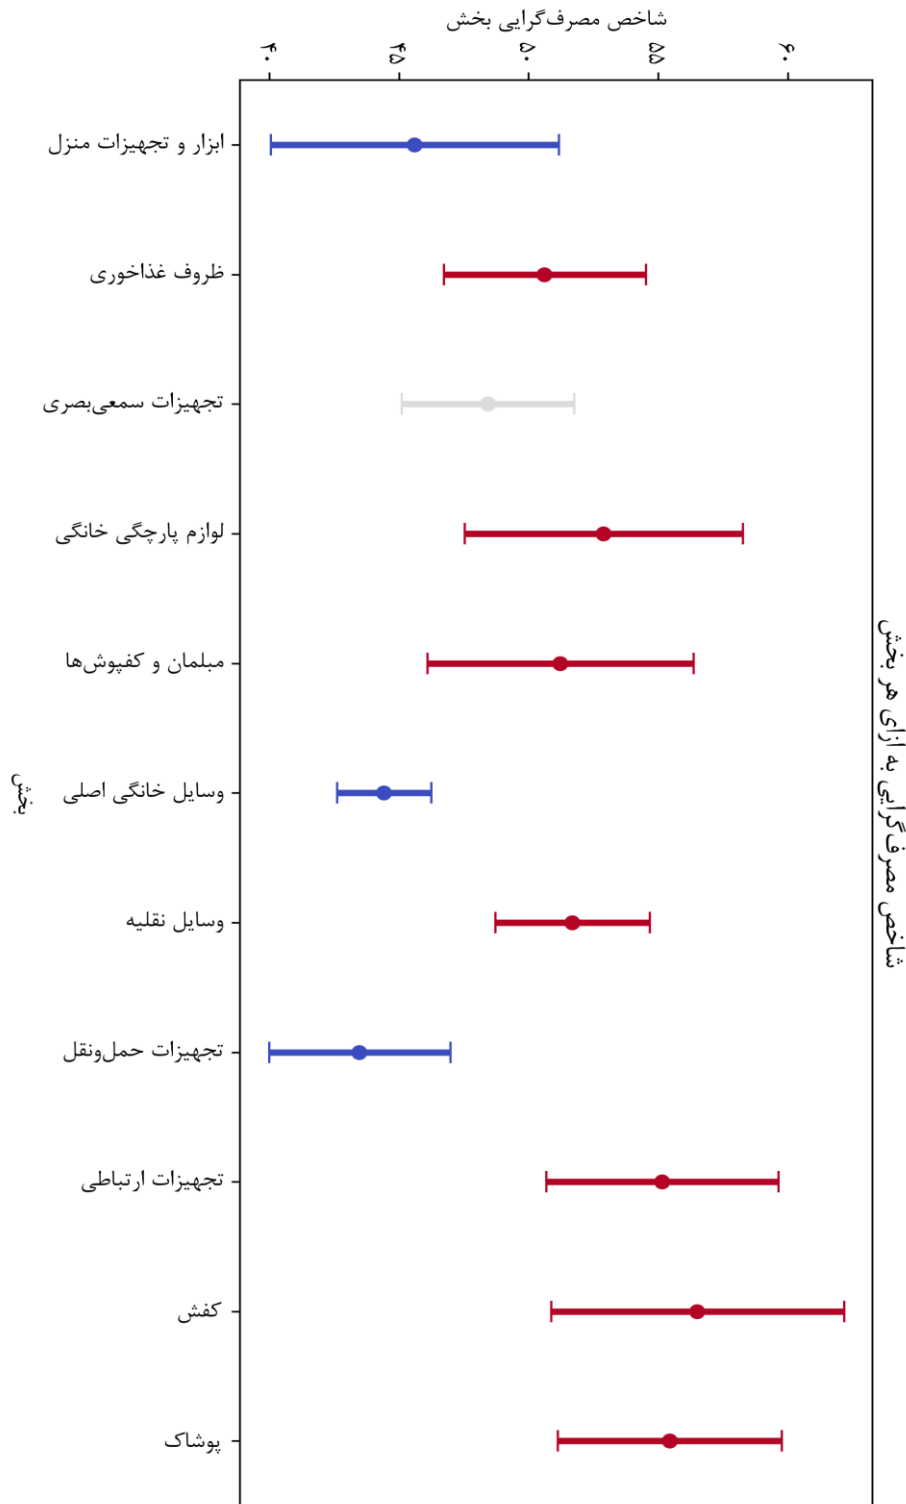 شاخص مصرف‌گرایی بخش
۴۰
۴۵
۵۰
۵۵
۶۰
ابزار و تجهیزات منزل
ظروف غذاخوری
تجهیزات سمعی‌بصری
لوازم پارچگی خانگی
مبلمان و کفپوش‌ها
وسایل خانگی اصلی
وسایل نقلیه
تجهیزات حمل‌ونقل
تجهیزات ارتباطی
کفش
پوشاک
بخش
شاخص مصرف‌گرایی به ازای هر بخش